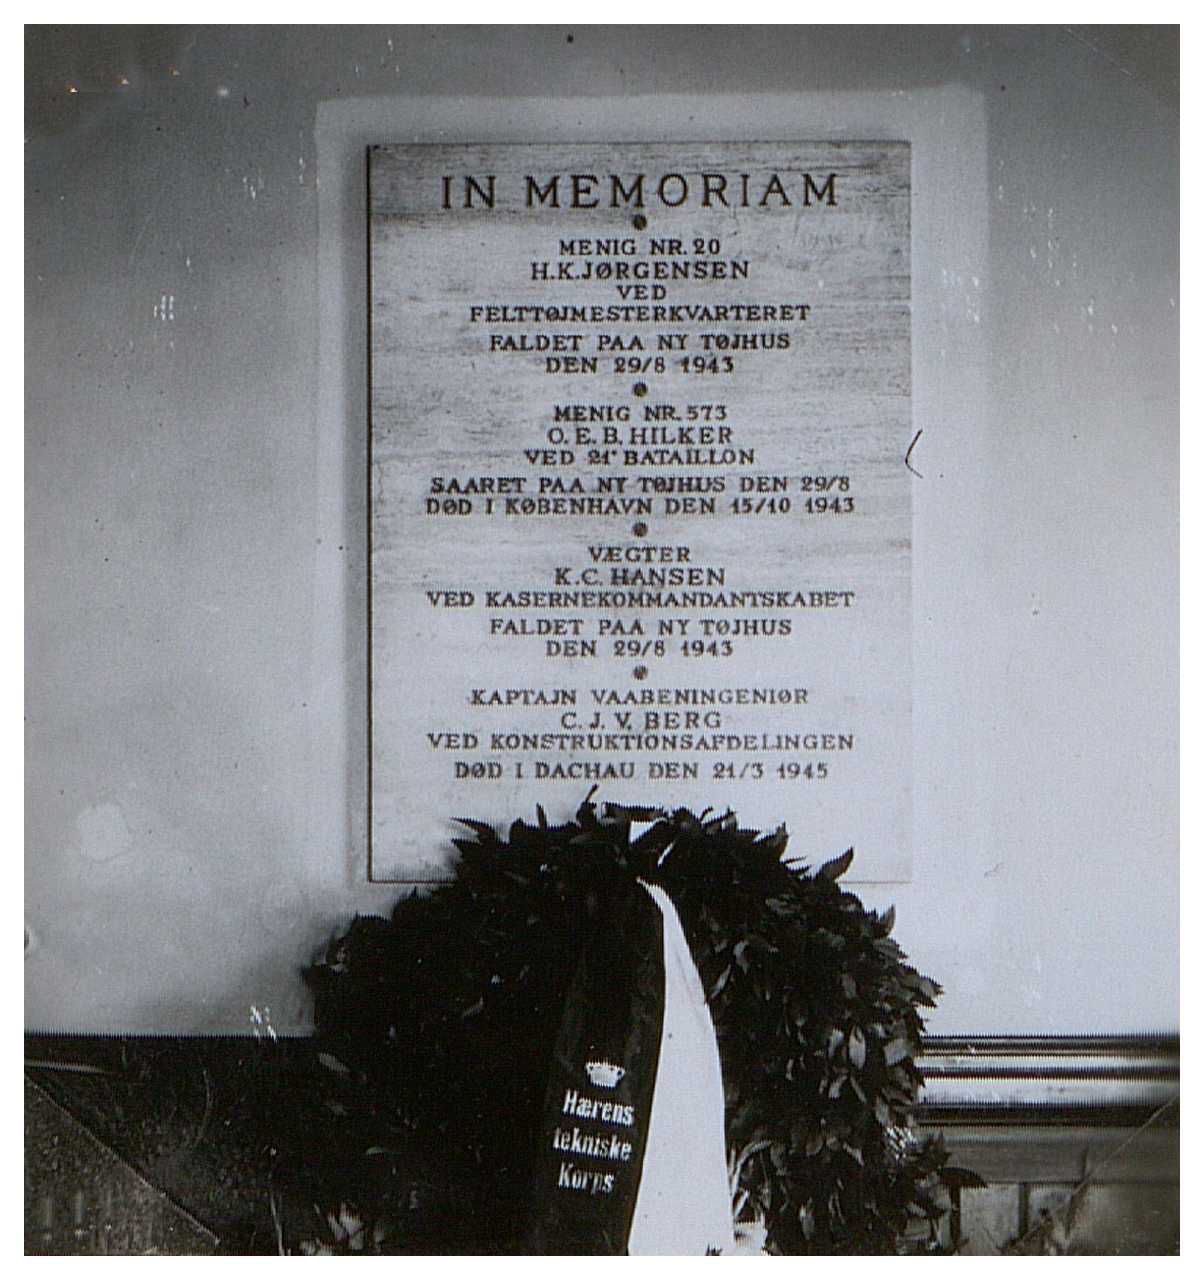 IN MEMORIAM
MENIG NR. 20
H.K.JØRGENSEN
VED
FELTTØJMESTERKVARTERET
FALDET PAA NY TØJHUS
DEN 29/8 1943
MENIG NR. 573
O. E. B. HILKER
VED 21' BATAILLON
SAARET PAA NY TØJHUS DEN 29/8
DØD I KØBENHAVN DEN 15/10 1943
VÆGTER
K.C. HANSEN
VED KASERNEKOMMANDANTSKABET
FALDET PAA NY TØJHUS
DEN 29/8 1943
KAPTAJN VAABENINGENIØR
C. J. V. BERG
VED KONSTRUKTIONSAFDELINGEN
DØD I DACHAU DEN 21/3 1945
Hærens
tekniske
Korps